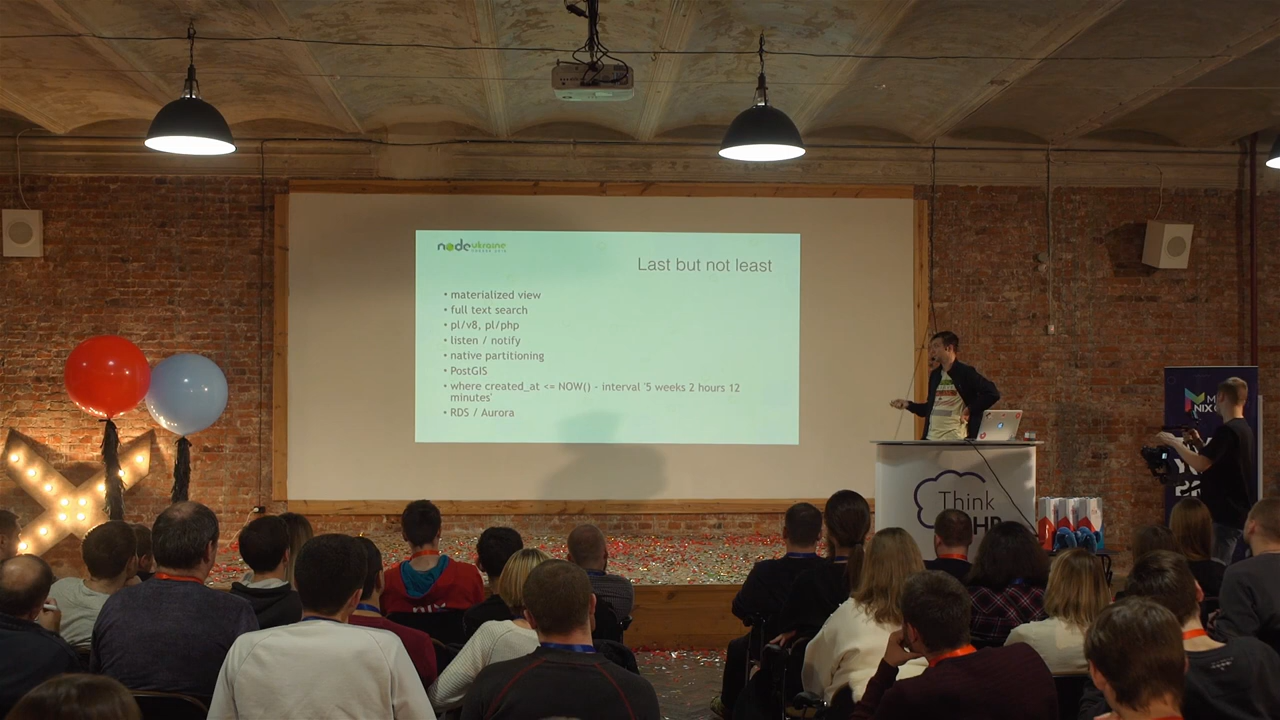 node ukraine
Last but not least
• materialized view
• full text search
• pl/v8, pl/php
• listen / notify
• native partitioning
• PostGIS
• where created_at <= NOW() - interval '5 weeks 2 hours 12
minutes'
• RDS / Aurora
Think
NIX